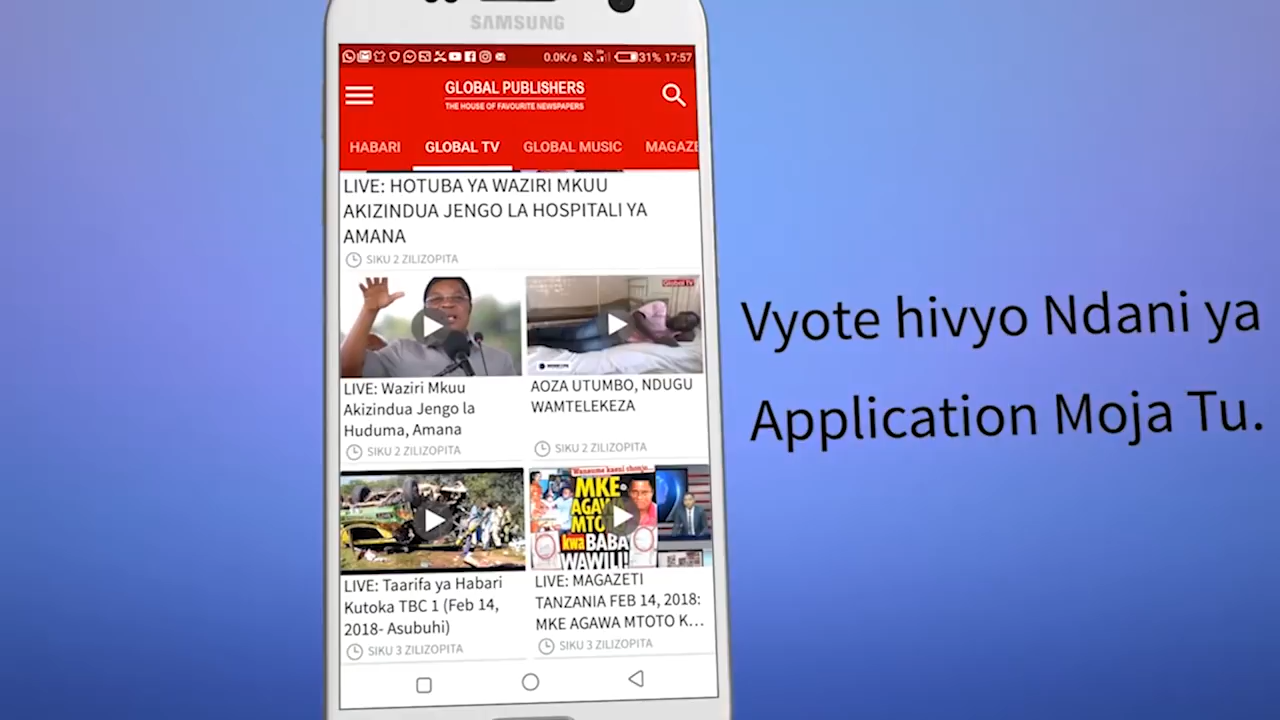 SAMSUNG
0.0K/s 31% 17:57
GLOBAL PUBLISHERS
THE HOUSE OF FAVOURITE NEWSPAPERS
HABARI GLOBAL TV GLOBAL MUSIC MAGAZE
LIVE: HOTUBA YA WAZIRI MKUU
AKIZINDUA JENGO LA HOSPITALI YA
AMANA
SIKU 2 ZILIZOPITA
Global TV
LIVE: Waziri Mkuu
Akizindua Jengo la
Huduma, Amana
SIKU 2 ZILIZOPITA
AOZA UTUMBO, NDUGU
WAMTELEKEZA
SIKU 2 ZILIZOPITA
LIVE: Taarifa ya Habari
Kutoka TBC 1 (Feb 14,
2018- Asubuhi)
SIKU 3 ZILIZOPITA
MKE
AGAW
MTO
kwa BABA
WAWILI!
LIVE: MAGAZETI
TANZANIA FEB 14, 2018:
MKE AGAWA MTOTO K...
SIKU 3 ZILIZOPITA
Vyote hivyo Ndani ya
Application Moja Tu.